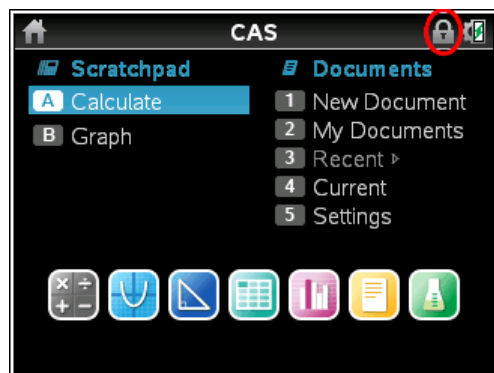 CAS
Scratchpad
A Calculate
B Graph
Documents
1 New Document
2 My Documents
3 Recent ▹
4 Current
5 Settings